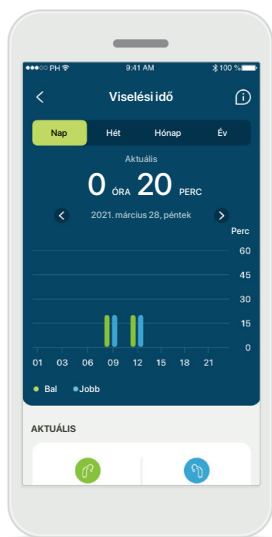 PH 9:41 AM 100 %
Viselési idő
Nap Hét Hónap Év
Aktuális
0 ÓRA 20 PERC
2021. március 28, péntek
Perc
60
45
30
15
0
01 03 06 09 12 15 18 21
Bal Jobb
AKTUÁLIS